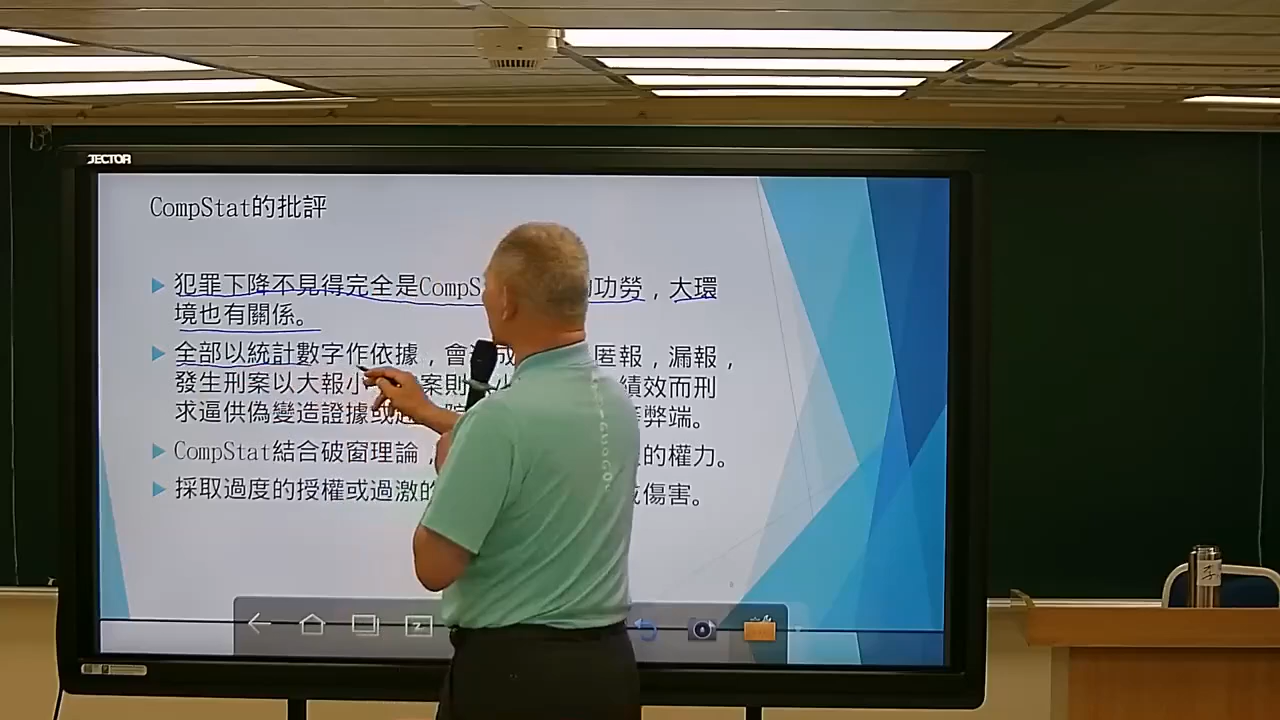 JECTOR
CompStat的批評
犯罪下降不見得完全是CompS 功勞，大環
境也有關係。
全部以統計數字作依據，會 成 匿報，漏報，
發生刑案以大報小 案則 小 績效而刑
求逼供偽變造證據或 弊端。
CompStat結合破窗理論， 的權力。
採取過度的授權或過激的 傷害。
GUOGO